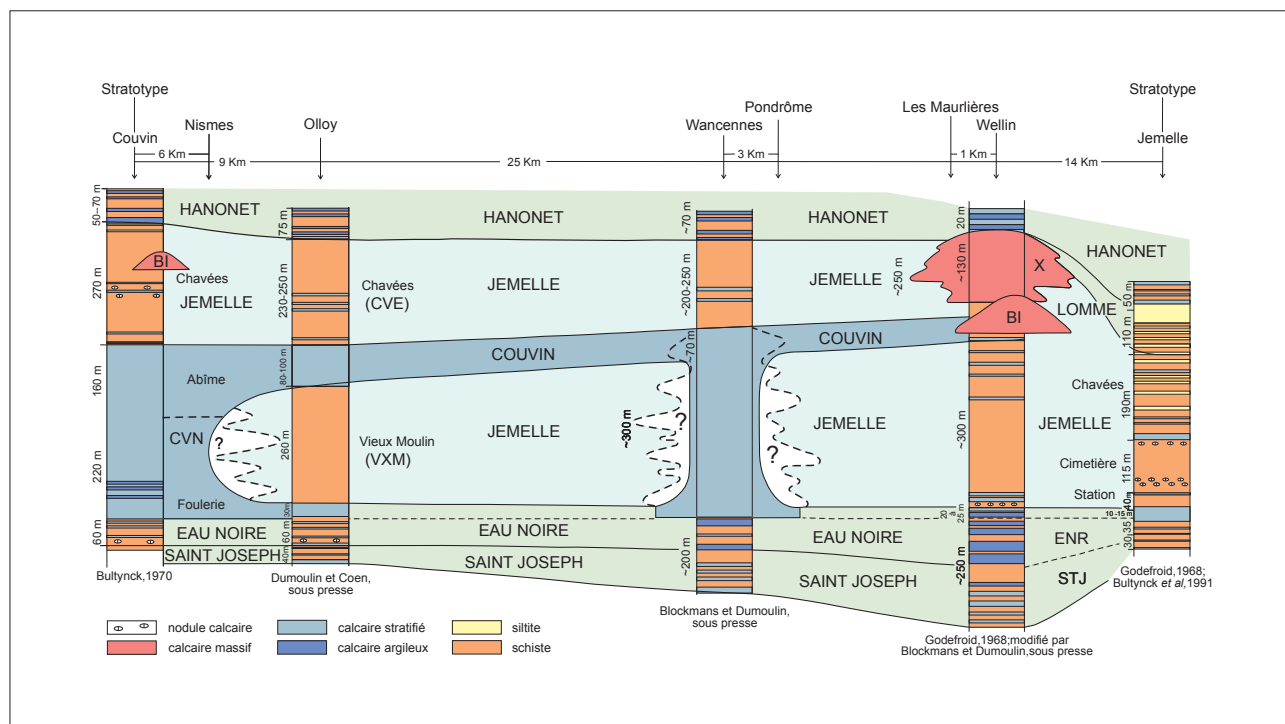 Stratotype
Stratotype
Couvin
Nismes
Olloy
Wancennes
Pondrôme
Les Maurlières
Wellin
Jemelle
6 Km
3 Km
1 Km
9 Km
25 Km
14 Km
50-70 m
HANONET
75 m
HANONET
~70 m
HANONET
20 m
HANONET
270 m
BI
Chavées
JEMELLE
230-250 m
Chavées
(CVE)
JEMELLE
~200-250 m
JEMELLE
~250 m
~130 m
X
BI
LOMME
50 m
110 m
160 m
Abîme
80-100 m
COUVIN
~70 m
COUVIN
Chavées
190m
CVN
?
220 m
Foulerie
260 m
30m
Vieux Moulin
(VXM)
JEMELLE
~300 m
?
?
JEMELLE
~300 m
JEMELLE
Cimetière
115 m
Station
40m
20 à 25 m
10 -15 m
60 m
EAU NOIRE
60 m
EAU NOIRE
EAU NOIRE
ENR
35
30
SAINT JOSEPH
40m
SAINT JOSEPH
~200 m
SAINT JOSEPH
~250 m
STJ
Bultynck,1970
Dumoulin et Coen,
sous presse
Blockmans et Dumoulin,
sous presse
Godefroid,1968;modifié par
Blockmans et Dumoulin,sous presse
Godefroid,1968;
Bultynck et al,1991
nodule calcaire
calcaire stratifié
siltite
calcaire massif
calcaire argileux
schiste